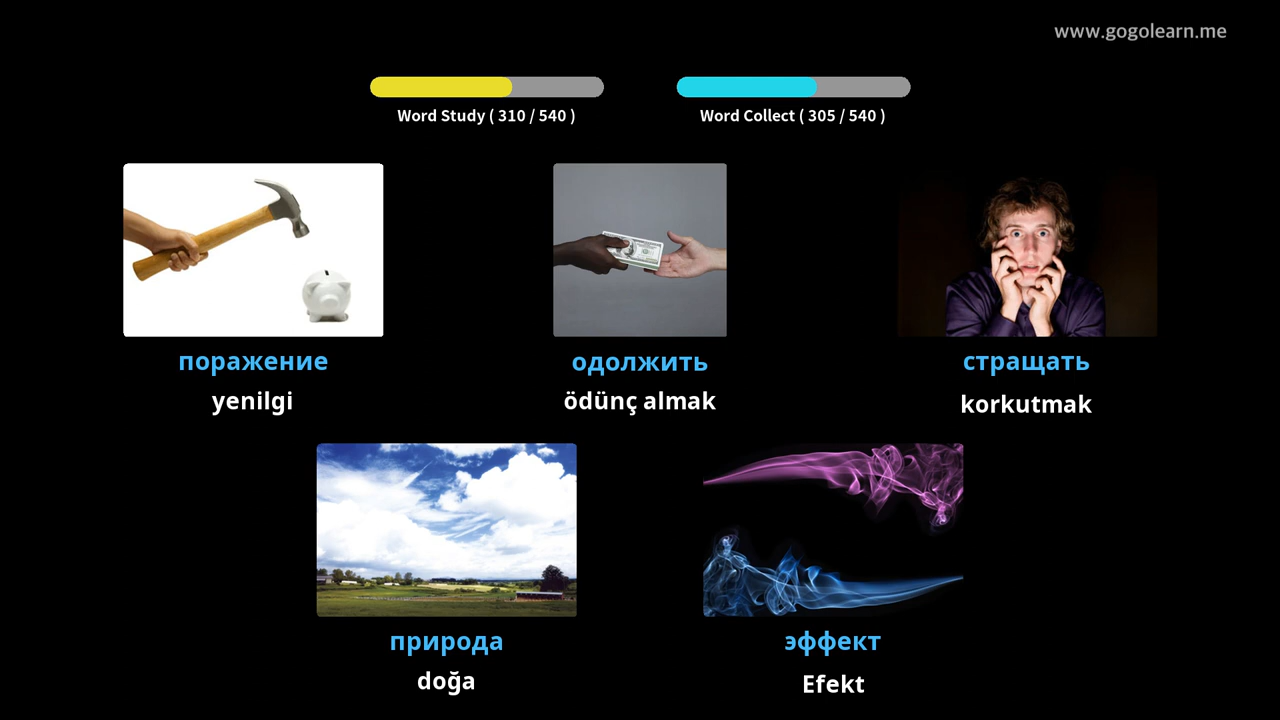 www.gogolearn.me
Word Study ( 310 / 540 )
Word Collect ( 305 / 540 )
поражение
одолжить
стращать
yenilgi
ödünç almak
korkutmak
природа
эффект
doğa
Efekt